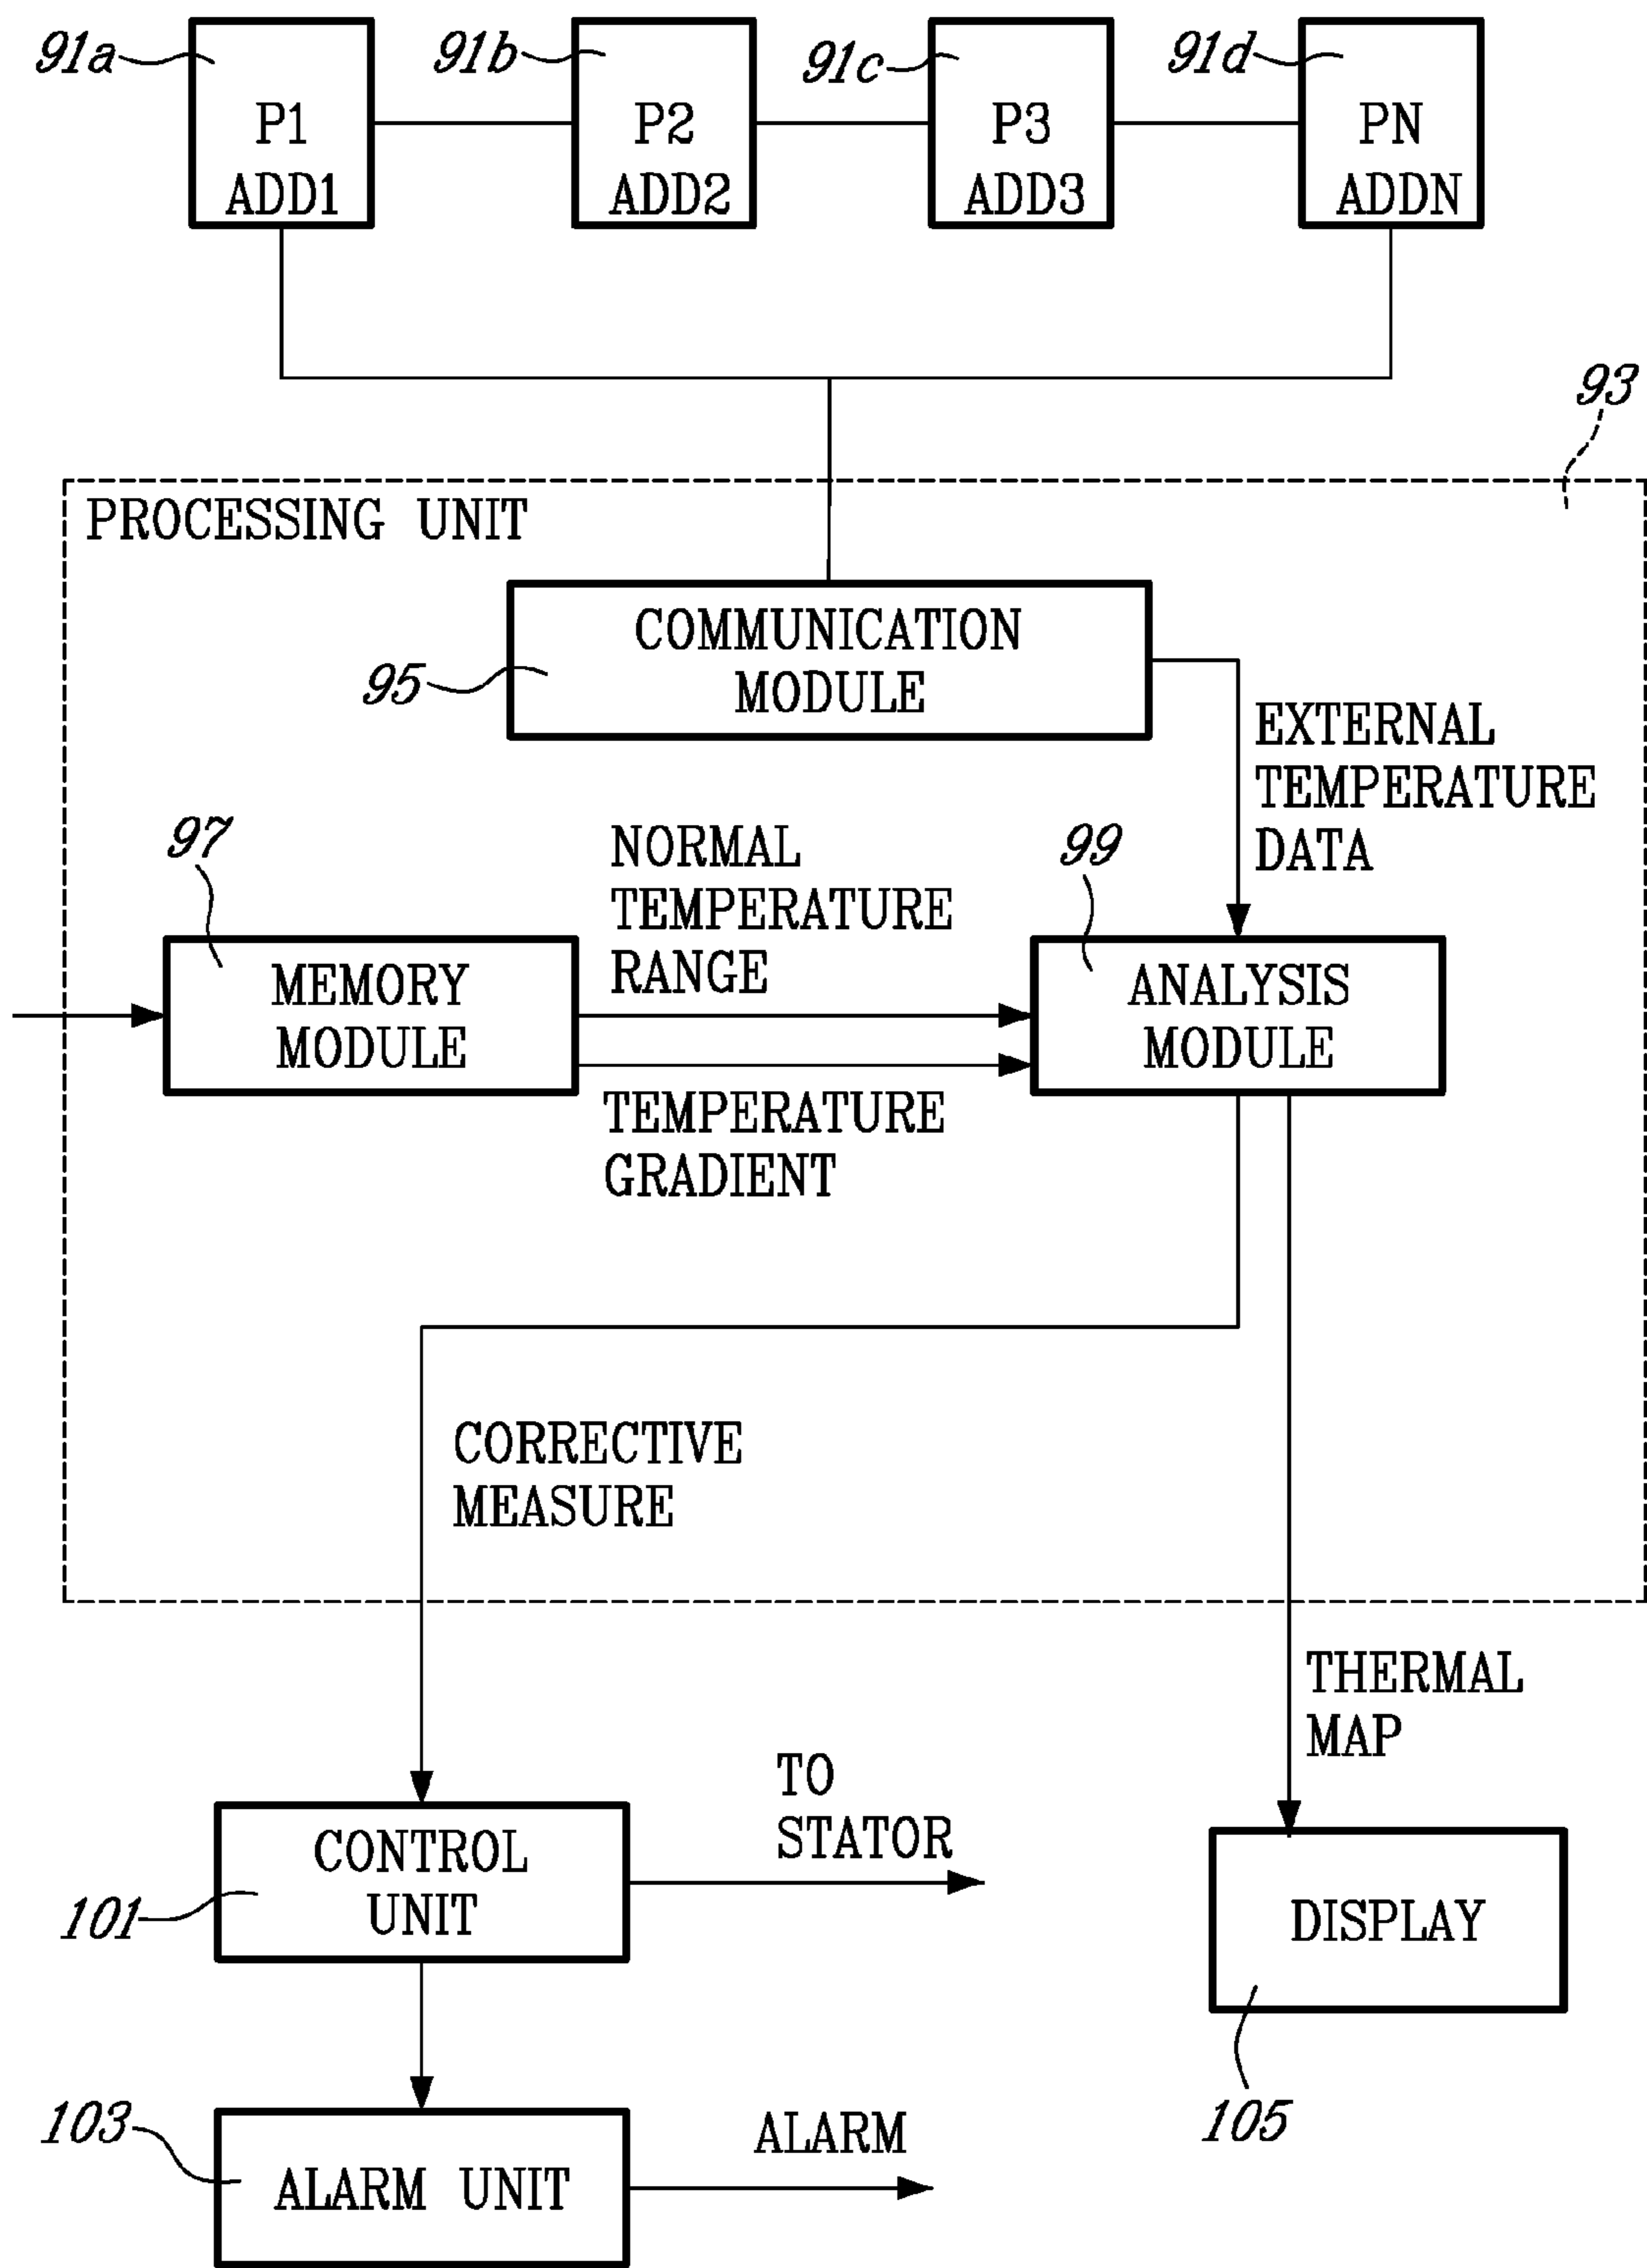 91a
91b
91c
91d
P1
ADD1
P2
ADD2
P3
ADD3
PN
ADDN
93
PROCESSING UNIT
COMMUNICATION
MODULE
95
EXTERNAL
TEMPERATURE
DATA
97
NORMAL
TEMPERATURE
RANGE
99
MEMORY
MODULE
ANALYSIS
MODULE
TEMPERATURE
GRADIENT
CORRECTIVE
MEASURE
THERMAL
MAP
TO
STATOR
CONTROL
UNIT
101
DISPLAY
105
103
ALARM UNIT
ALARM